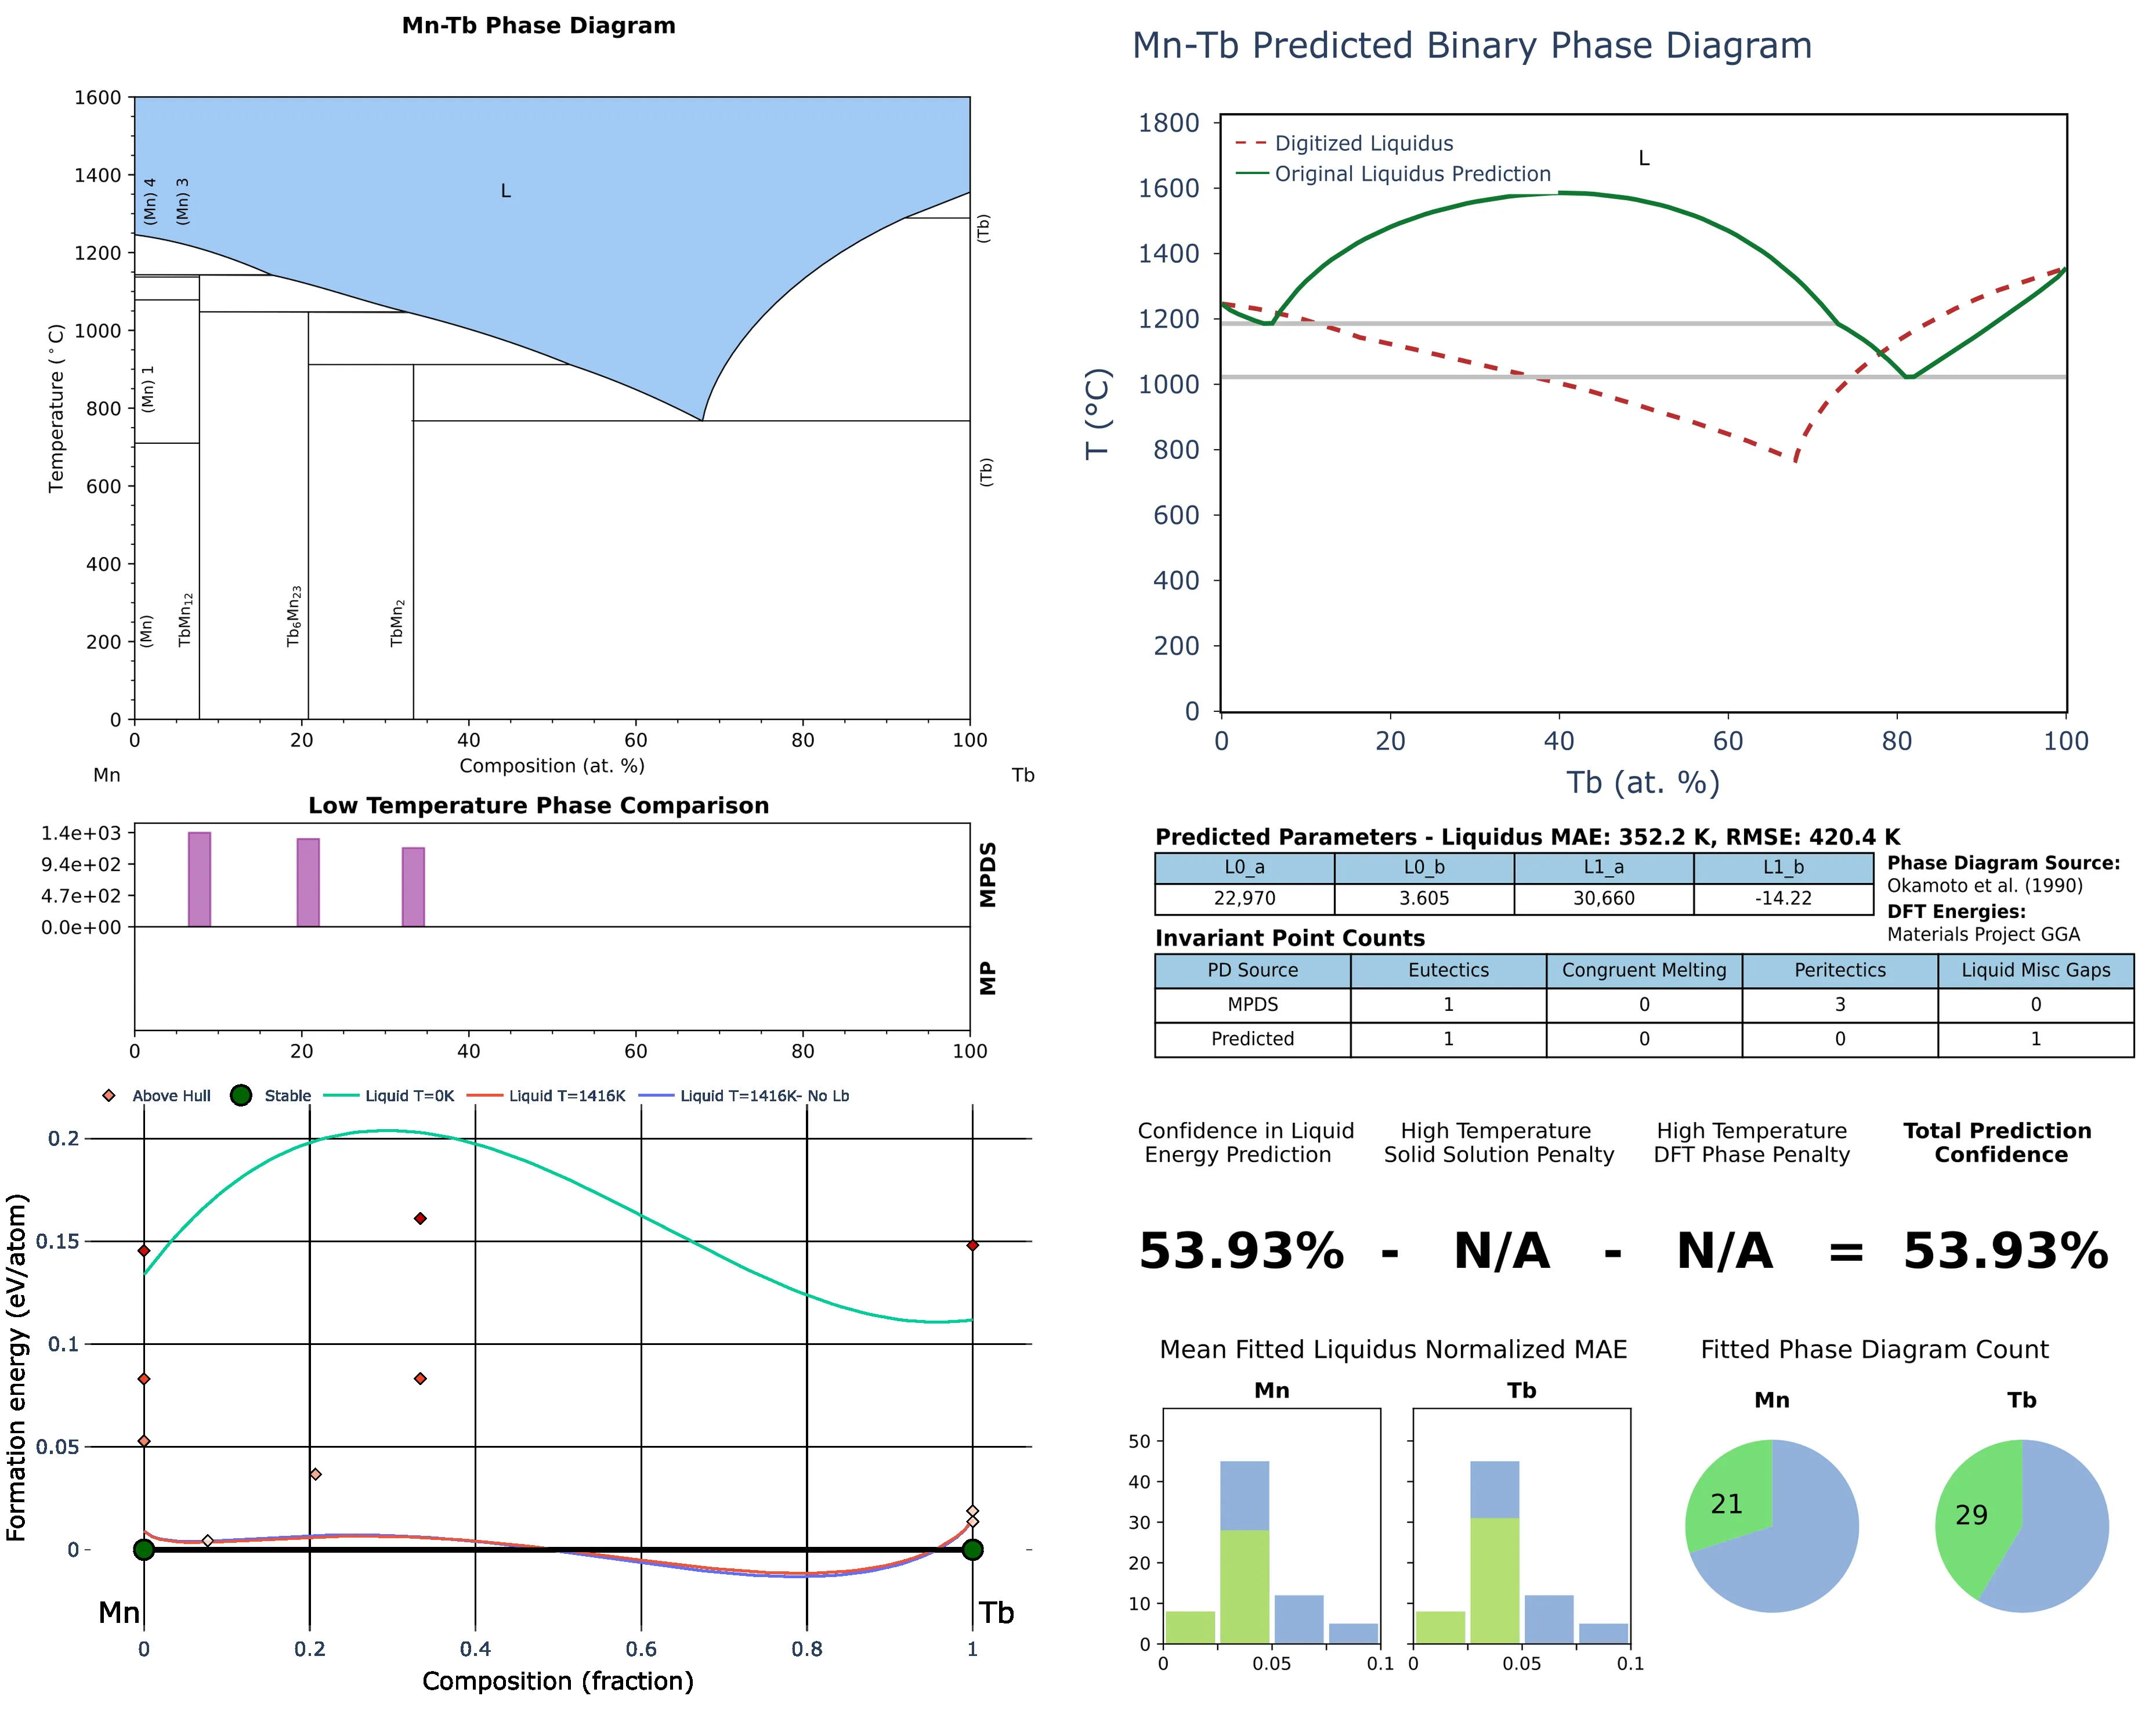 Mn-Tb Phase Diagram
1600
1400
1200
1000
800
600
400
200
0
Temperature (°C)
(Mn) 4
(Mn) 3
L
(Tb)
(Mn) 1
(Tb)
(Mn)
TbMn12
Tb6Mn23
TbMn2
0 20 40 60 80 100
Composition (at. %)
Mn Tb
Low Temperature Phase Comparison
1.4e+03
9.4e+02
4.7e+02
0.0e+00
MPDS
MP
0 20 40 60 80 100
Above Hull Stable Liquid T=0K Liquid T=1416K Liquid T=1416K- No Lb
0.2
0.15
0.1
0.05
0
Formation energy (eV/atom)
Mn Tb
0 0.2 0.4 0.6 0.8 1
Composition (fraction)
Mn-Tb Predicted Binary Phase Diagram
1800
1600
1400
1200
1000
800
600
400
200
0
T (°C)
Digitized Liquidus
Original Liquidus Prediction
L
0 20 40 60 80 100
Tb (at. %)
Predicted Parameters - Liquidus MAE: 352.2 K, RMSE: 420.4 K
L0_a L0_b L1_a L1_b
22,970 3.605 30,660 -14.22
Phase Diagram Source:
Okamoto et al. (1990)
DFT Energies:
Materials Project GGA
Invariant Point Counts
PD Source Eutectics Congruent Melting Peritectics Liquid Misc Gaps
MPDS 1 0 3 0
Predicted 1 0 0 1
Confidence in Liquid
Energy Prediction
High Temperature
Solid Solution Penalty
High Temperature
DFT Phase Penalty
Total Prediction
Confidence
53.93% - N/A - N/A = 53.93%
Mean Fitted Liquidus Normalized MAE
Mn Tb
50
40
30
20
10
0
0 0.05 0.1 0 0.05 0.1
Fitted Phase Diagram Count
Mn Tb
21 29